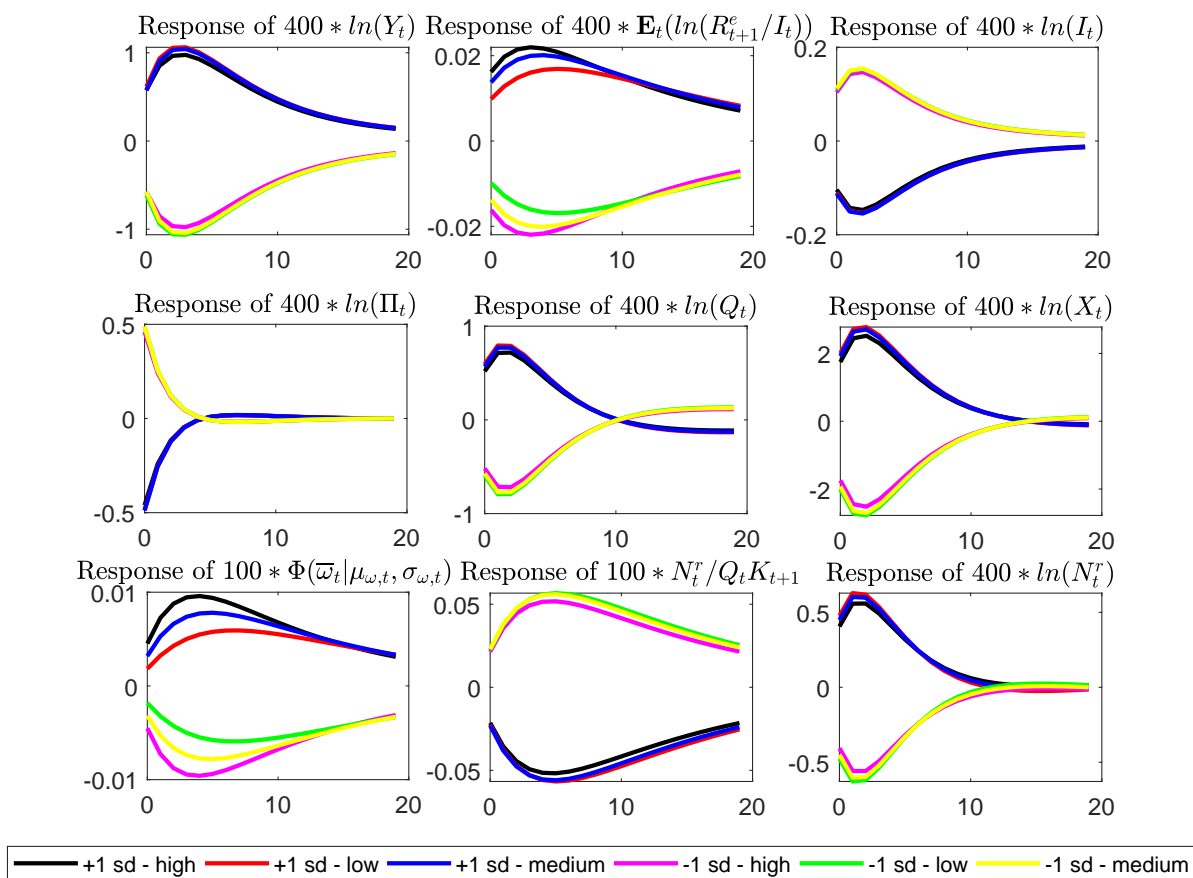 Response of 400 ∗ ln(Y_t)
Response of 400 ∗ E_t(ln(R^e_{t+1}/I_t))
Response of 400 ∗ ln(I_t)
1
0
-1
0 10 20
0.02
0
-0.02
0 10 20
0.2
0
-0.2
0 10 20
Response of 400 ∗ ln(Π_t)
Response of 400 ∗ ln(Q_t)
Response of 400 ∗ ln(X_t)
0.5
0
-0.5
0 10 20
1
0
-1
0 10 20
2
0
-2
0 10 20
Response of 100 ∗ Φ(ω̅_t|μ_{ω,t}, σ_{ω,t})
Response of 100 ∗ N^r_t/Q_tK_{t+1}
Response of 400 ∗ ln(N^r_t)
0.01
0
-0.01
0 10 20
0.05
0
-0.05
0 10 20
0.5
0
-0.5
0 10 20
+1 sd - high +1 sd - low +1 sd - medium -1 sd - high -1 sd - low -1 sd - medium